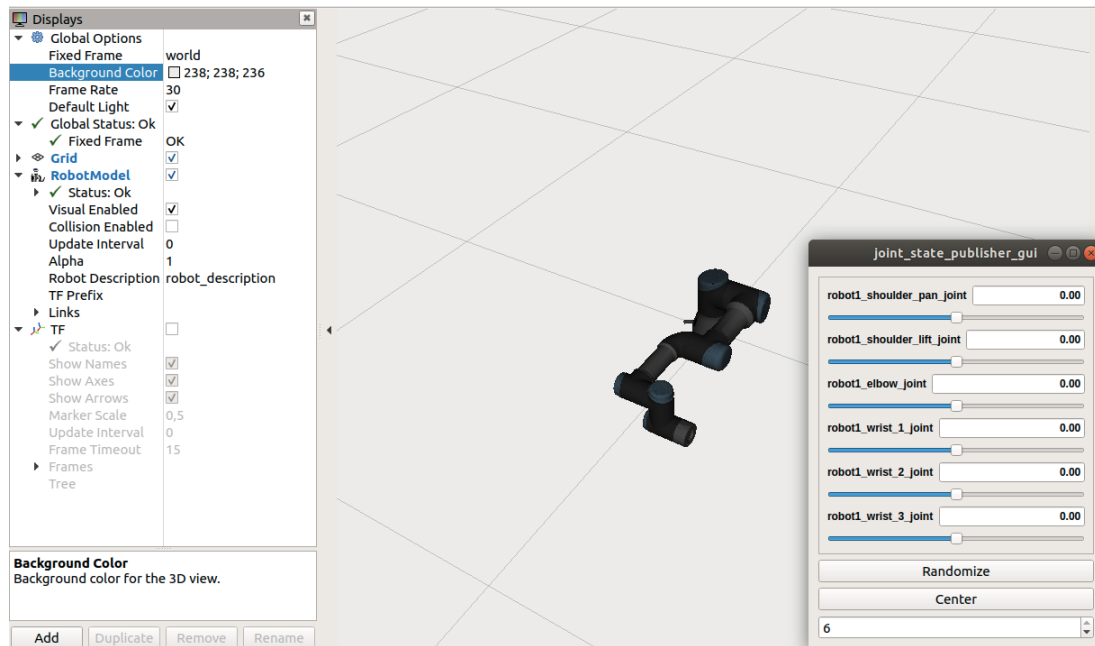 Displays
Global Options
Fixed Frame world
Background Color 238; 238; 236
Frame Rate 30
Default Light
Global Status: Ok
Fixed Frame OK
Grid
RobotModel
Status: Ok
Visual Enabled
Collision Enabled
Update Interval 0
Alpha 1
Robot Description robot_description
TF Prefix
Links
TF
Status: Ok
Show Names
Show Axes
Show Arrows
Marker Scale 0,5
Update Interval 0
Frame Timeout 15
Frames
Tree
Background Color
Background color for the 3D view.
Add Duplicate Remove Rename
joint_state_publisher_gui
robot1_shoulder_pan_joint 0.00
robot1_shoulder_lift_joint 0.00
robot1_elbow_joint 0.00
robot1_wrist_1_joint 0.00
robot1_wrist_2_joint 0.00
robot1_wrist_3_joint 0.00
Randomize
Center
6